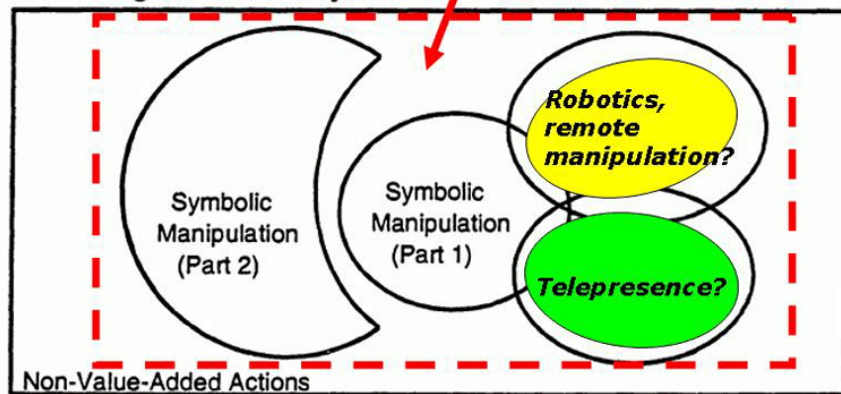 Symbolic
Manipulation
(Part 2)
Symbolic
Manipulation
(Part 1)
Robotics,
remote
manipulation?
Telepresence?
Non-Value-Added Actions